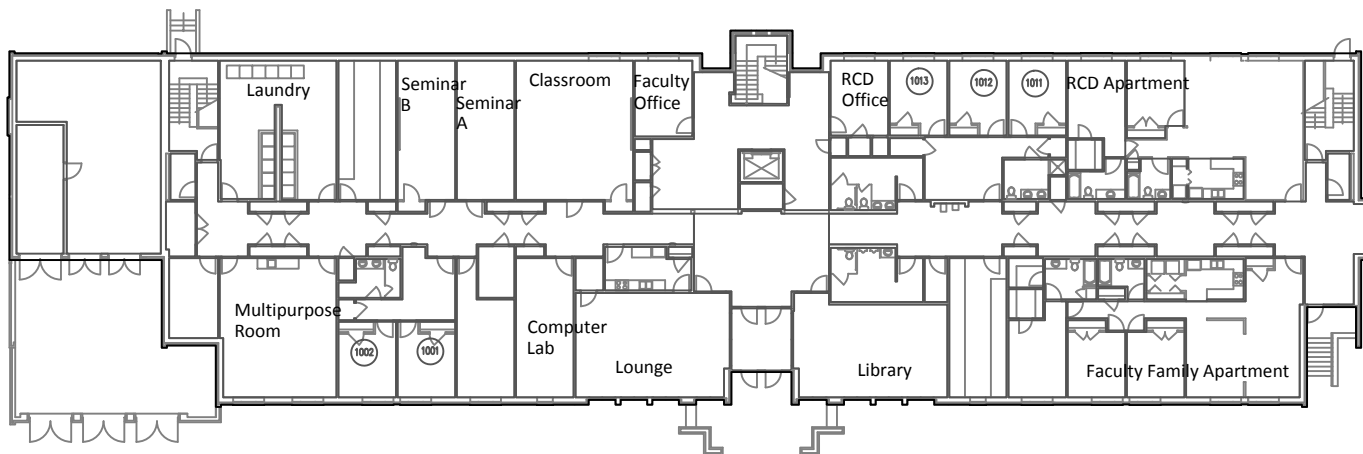 Laundry
Seminar
B
Seminar
A
Classroom
Faculty
Office
RCD
Office
1013
1012
1011
RCD Apartment
Multipurpose
Room
1002
1001
Computer
Lab
Lounge
Library
Faculty Family Apartment